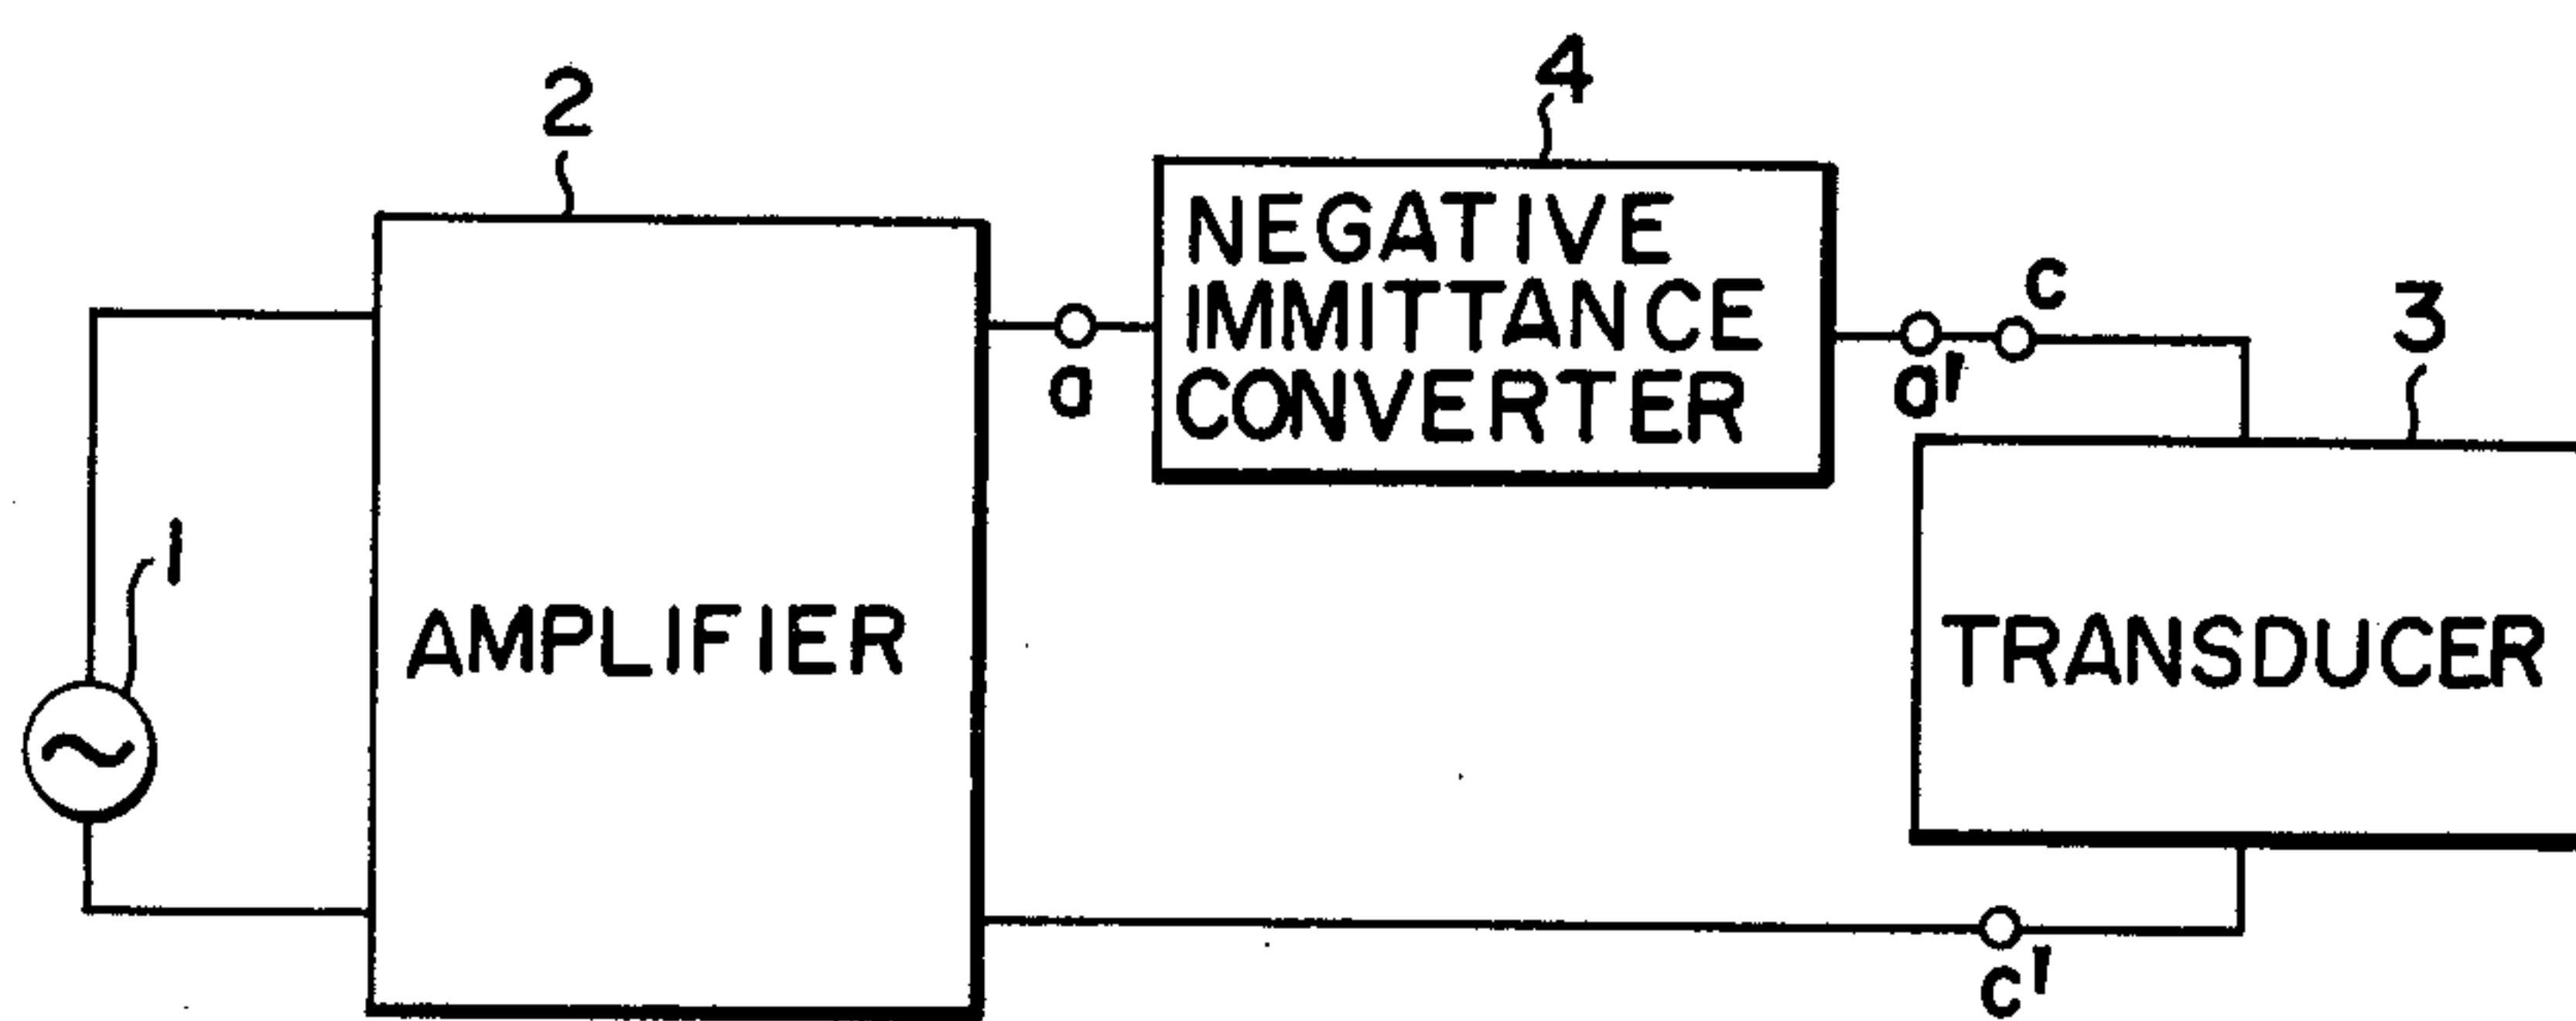 2
4
NEGATIVE
IMMITTANCE
CONVERTER
a
a'
c
3
1
AMPLIFIER
TRANSDUCER
c'